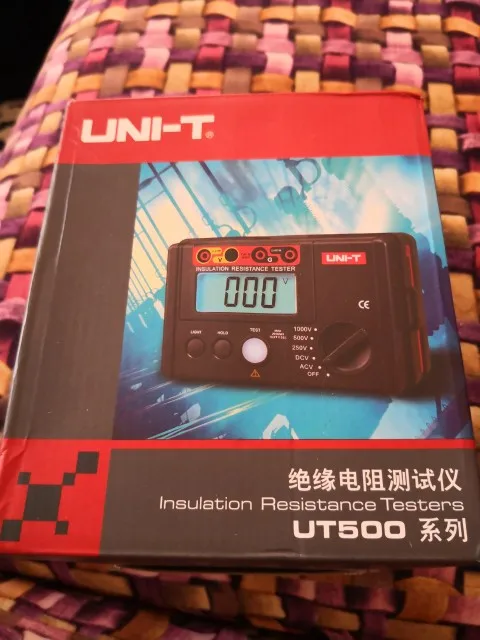 UNI-T®
UNI-T
INSULATION RESISTANCE TESTER
000 V
CE
LIGHT
HOLD
TEST
1000V
500V
250V
DCV
ACV
OFF
绝缘电阻测试仪
Insulation Resistance Testers
UT500 系列